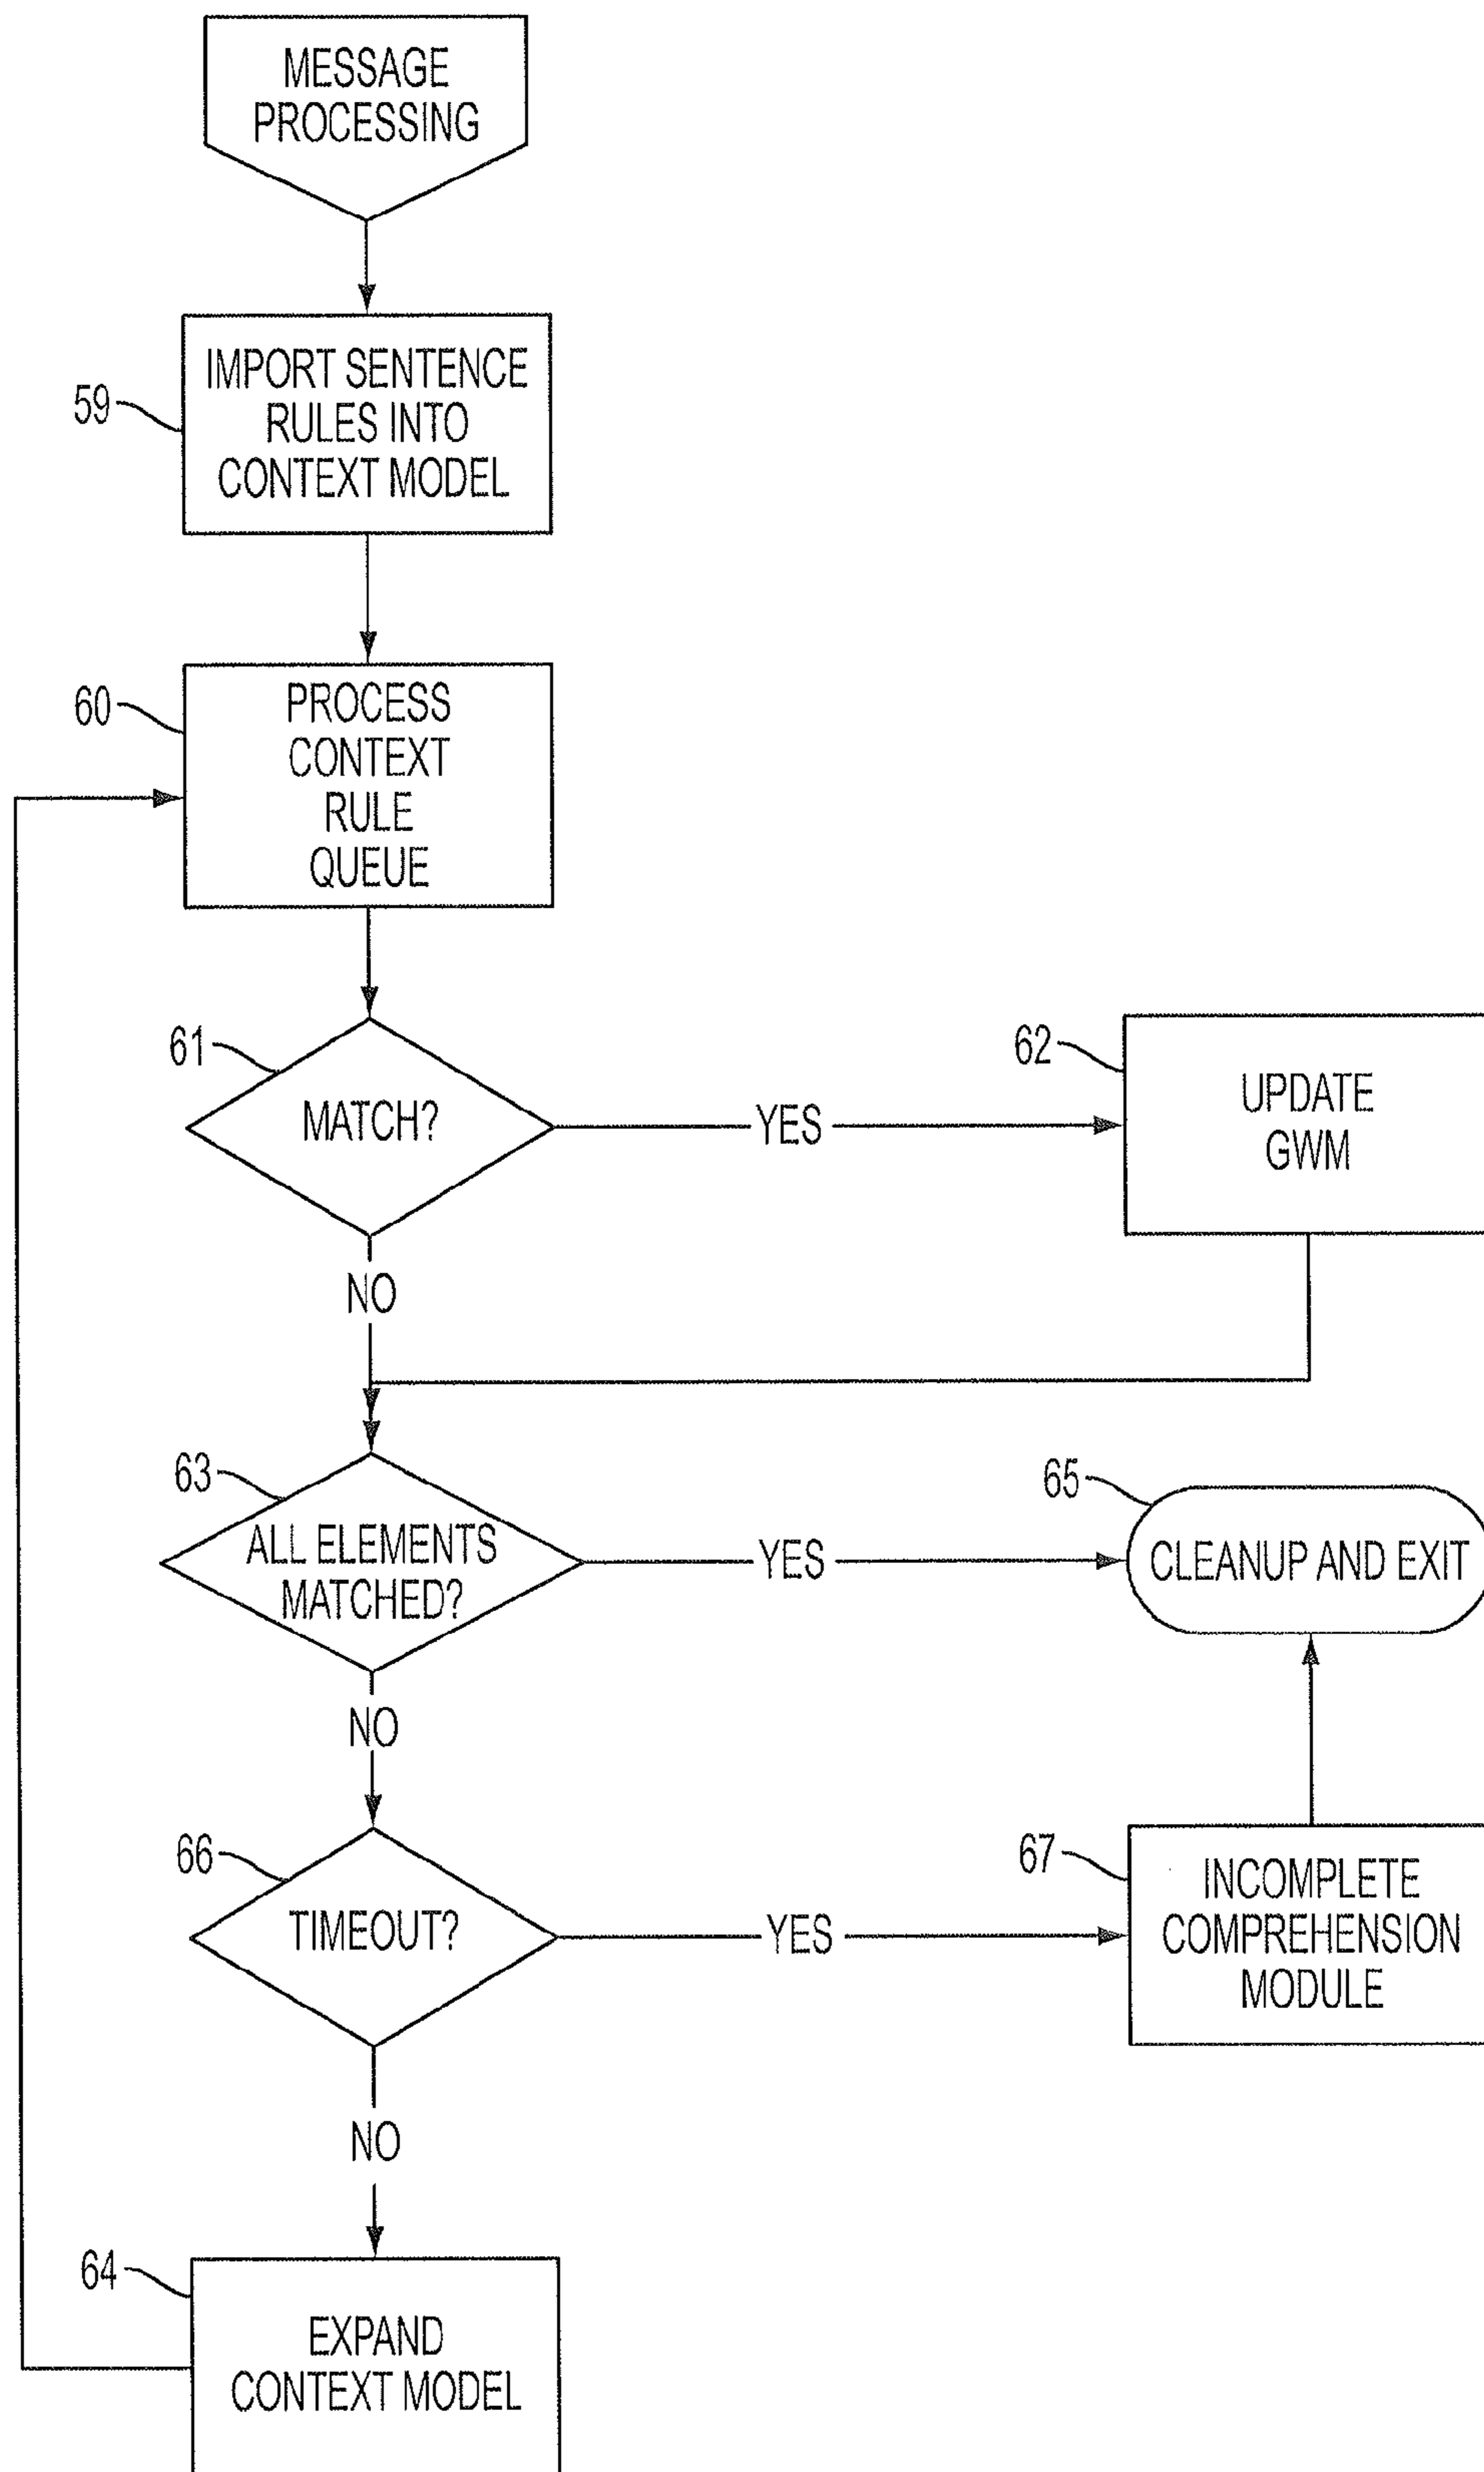 MESSAGE
PROCESSING
59
IMPORT SENTENCE
RULES INTO
CONTEXT MODEL
60
PROCESS
CONTEXT
RULE
QUEUE
61
MATCH?
YES
62
UPDATE
GWM
NO
63
ALL ELEMENTS
MATCHED?
YES
65
CLEANUP AND EXIT
NO
66
TIMEOUT?
YES
67
INCOMPLETE
COMPREHENSION
MODULE
NO
64
EXPAND
CONTEXT MODEL